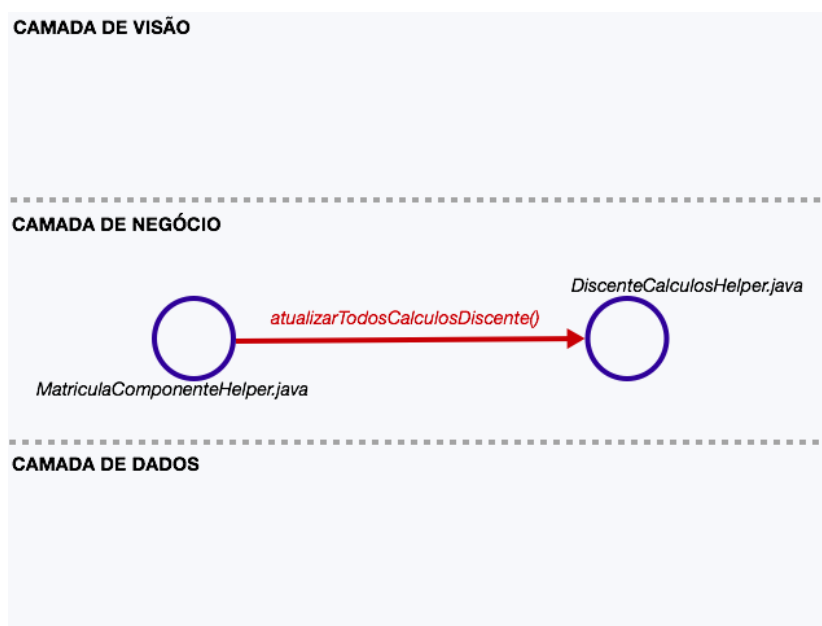 CAMADA DE VISÃO
CAMADA DE NEGÓCIO
DiscenteCalculosHelper.java
atualizarTodosCalculosDiscente()
MatriculaComponenteHelper.java
CAMADA DE DADOS